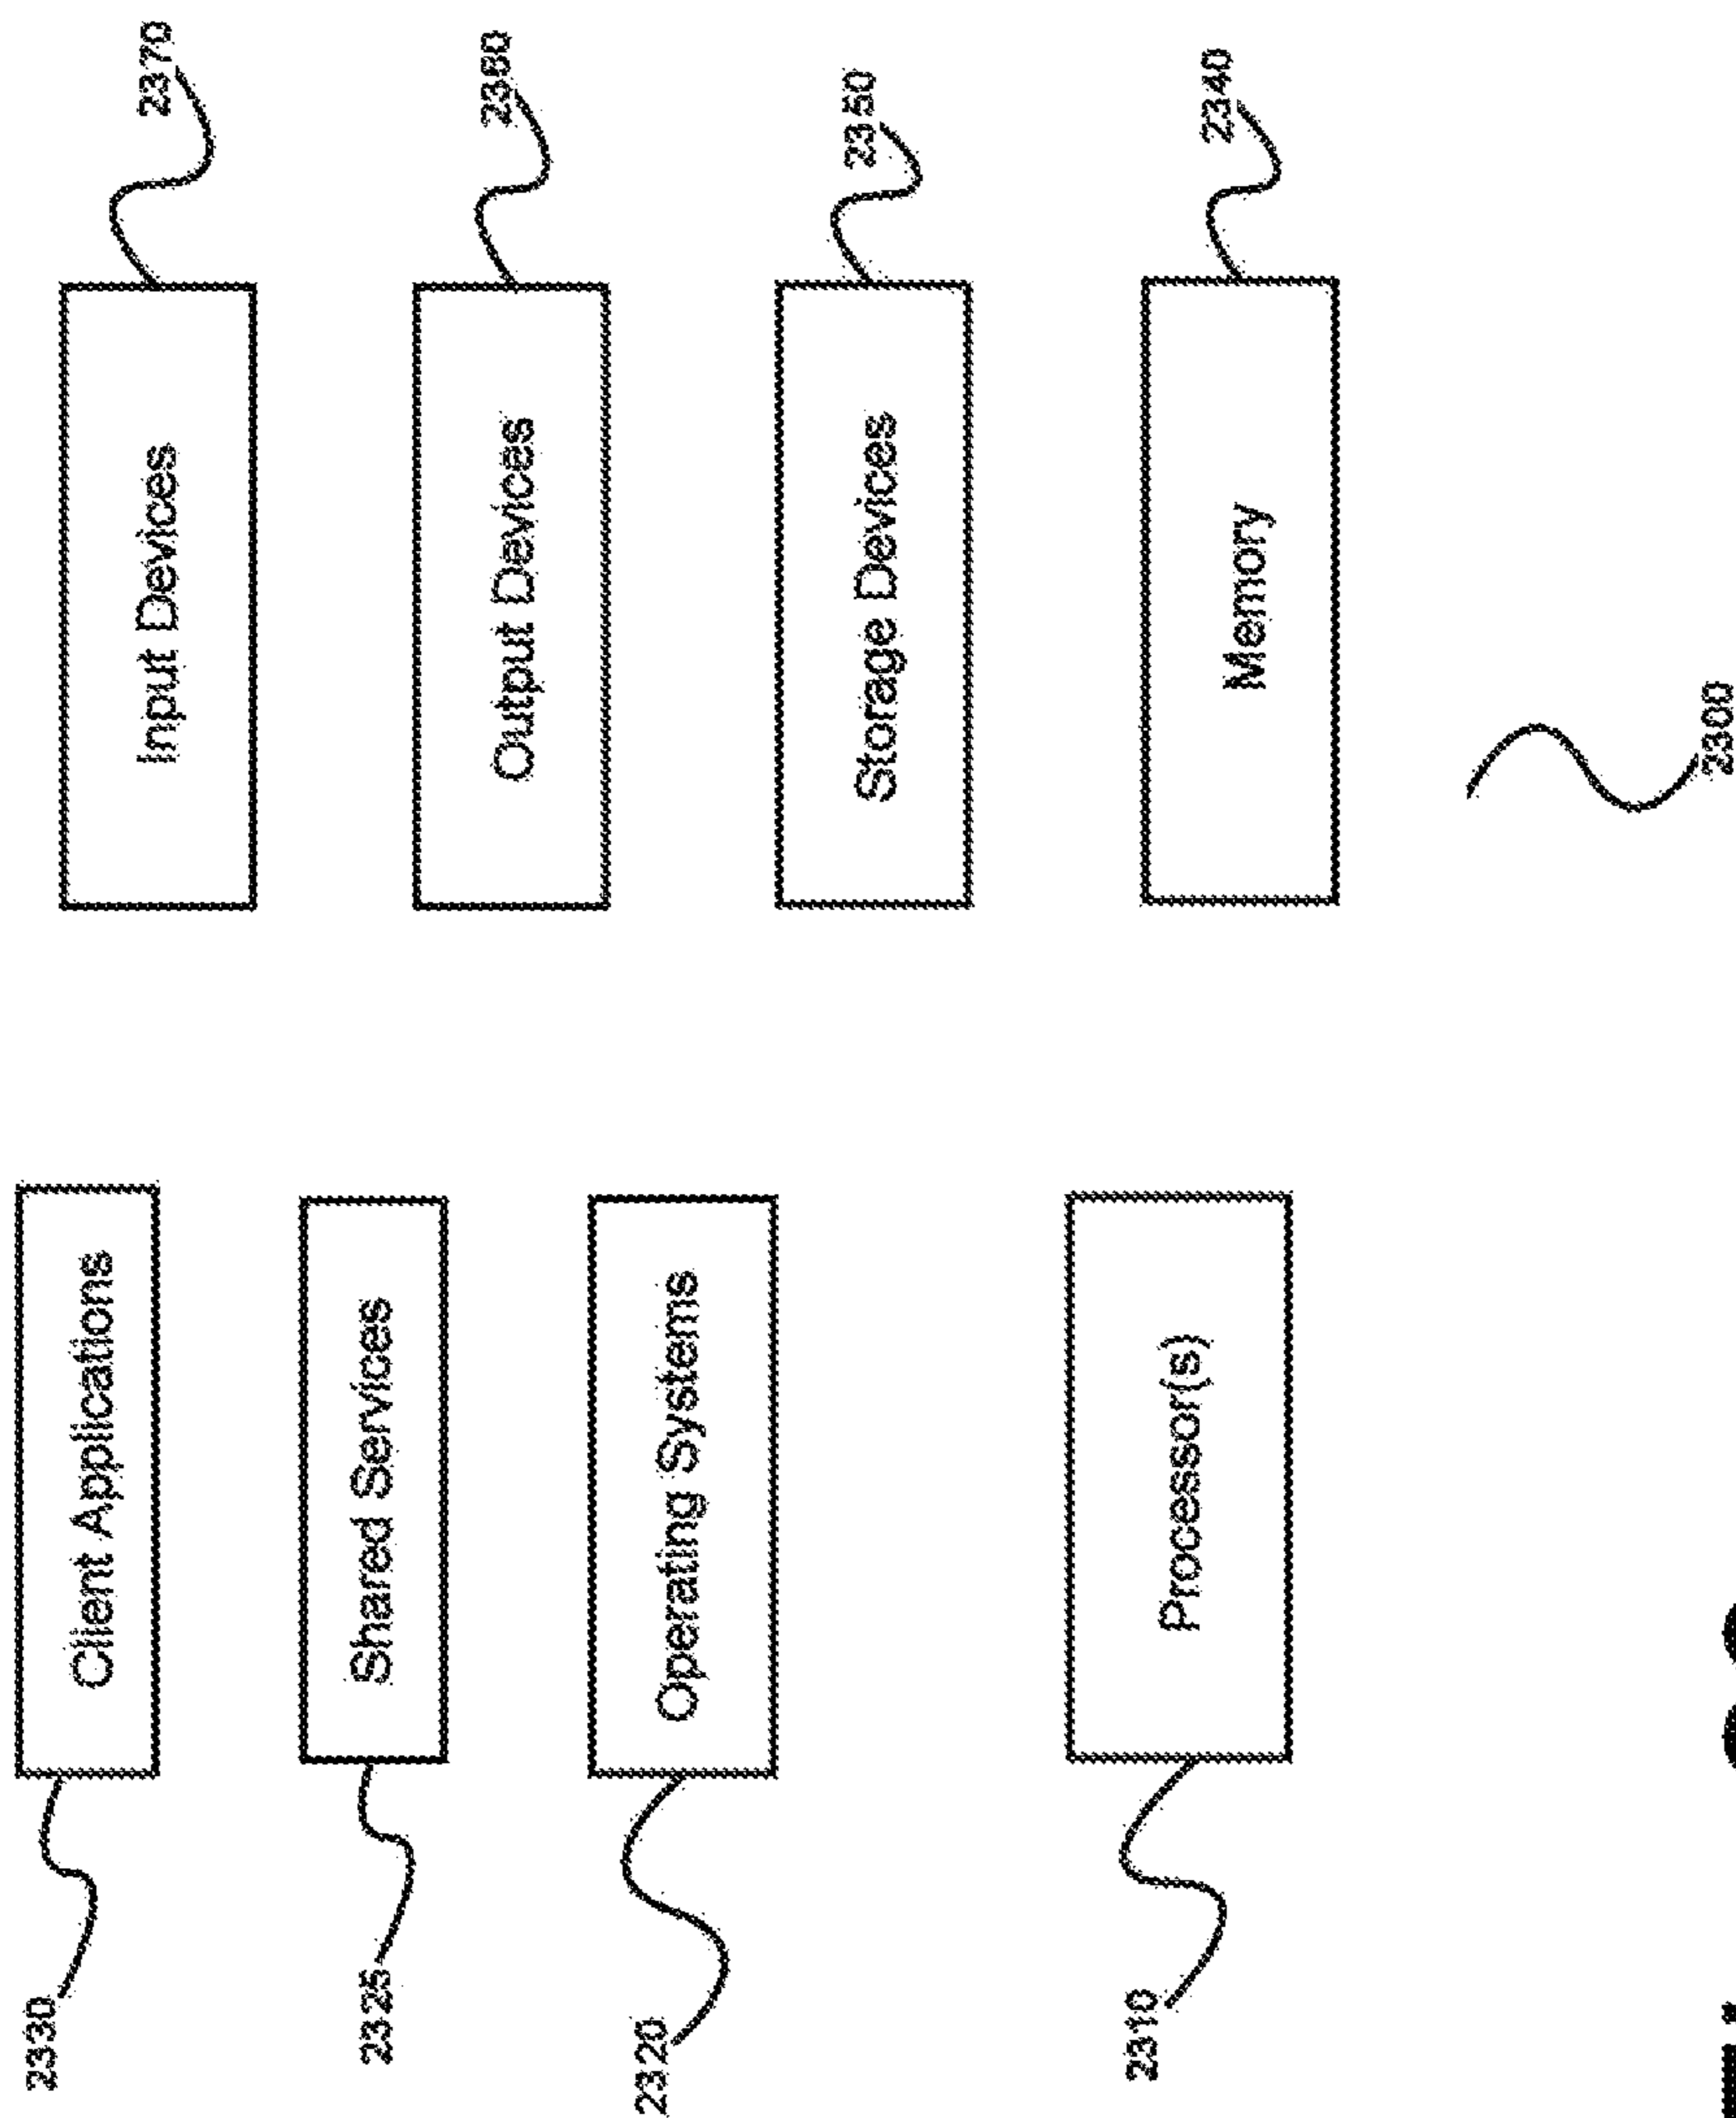 2330
Client Applications
Input Devices
2370
2325
Shared Services
Output Devices
2360
2320
Operating Systems
Storage Devices
2350
2310
Processor(s)
Memory
2340
2300